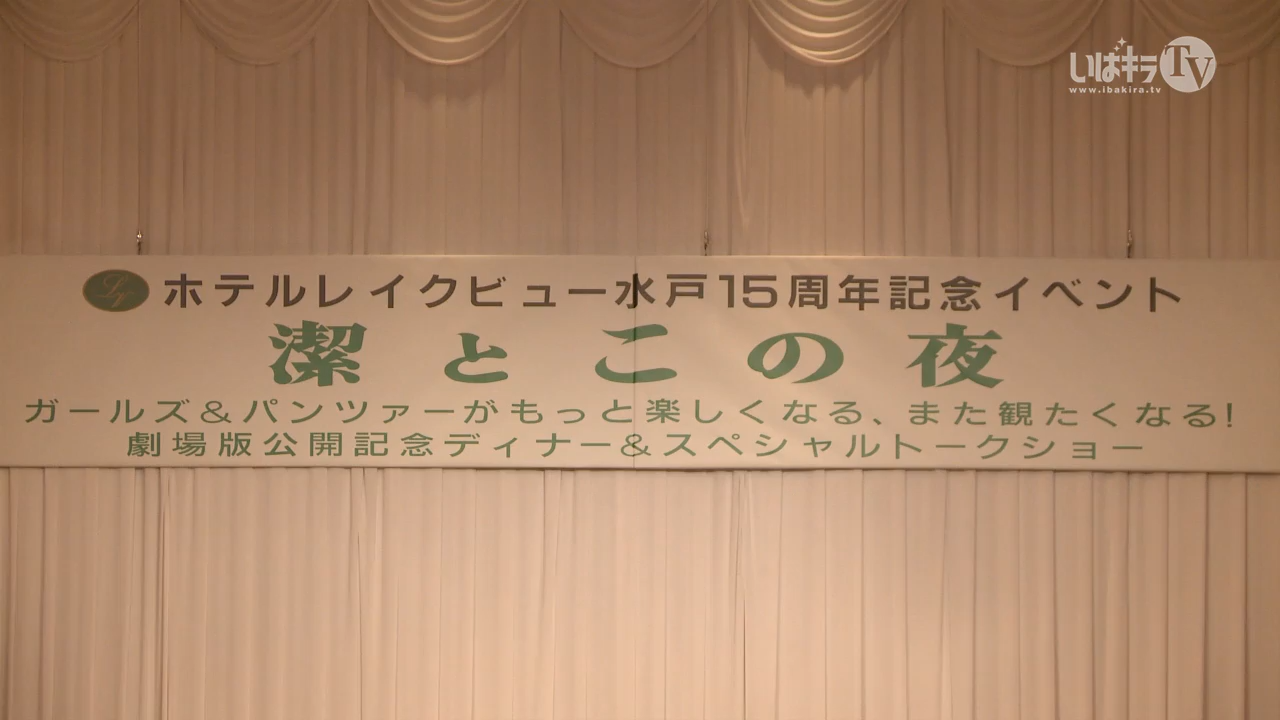 いばキラTV
www.ibakira.tv
ホテルレイクビュー水戸15周年記念イベント
潔とこの夜
ガールズ&パンツァーがもっと楽しくなる、また観たくなる!
劇場版公開記念ディナー&スペシャルトークショー